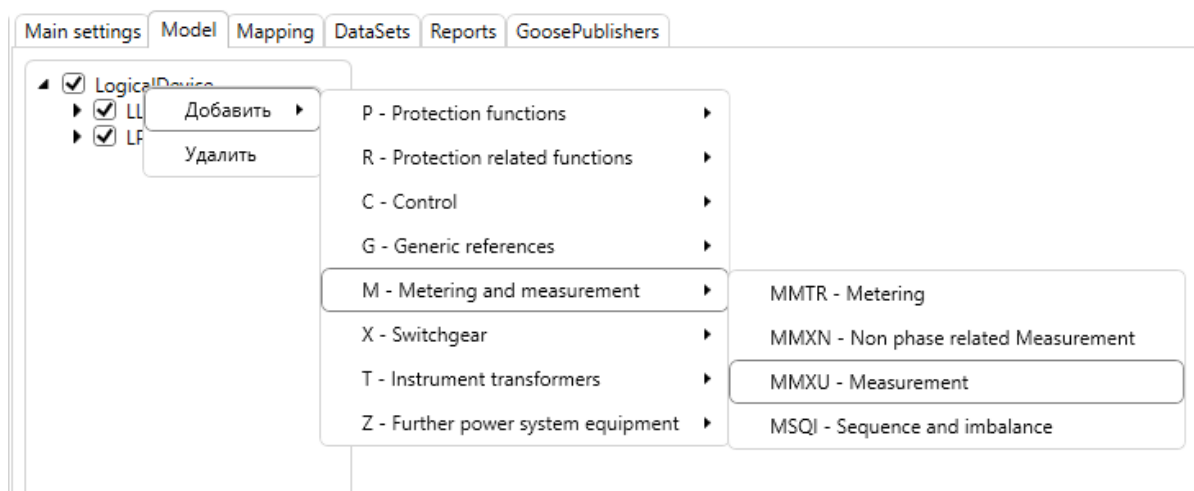 Main settings Model Mapping DataSets Reports GoosePublishers
LogicalDevice
LL
LP
Добавить
Удалить
P - Protection functions
R - Protection related functions
C - Control
G - Generic references
M - Metering and measurement
X - Switchgear
T - Instrument transformers
Z - Further power system equipment
MMTR - Metering
MMXN - Non phase related Measurement
MMXU - Measurement
MSQI - Sequence and imbalance